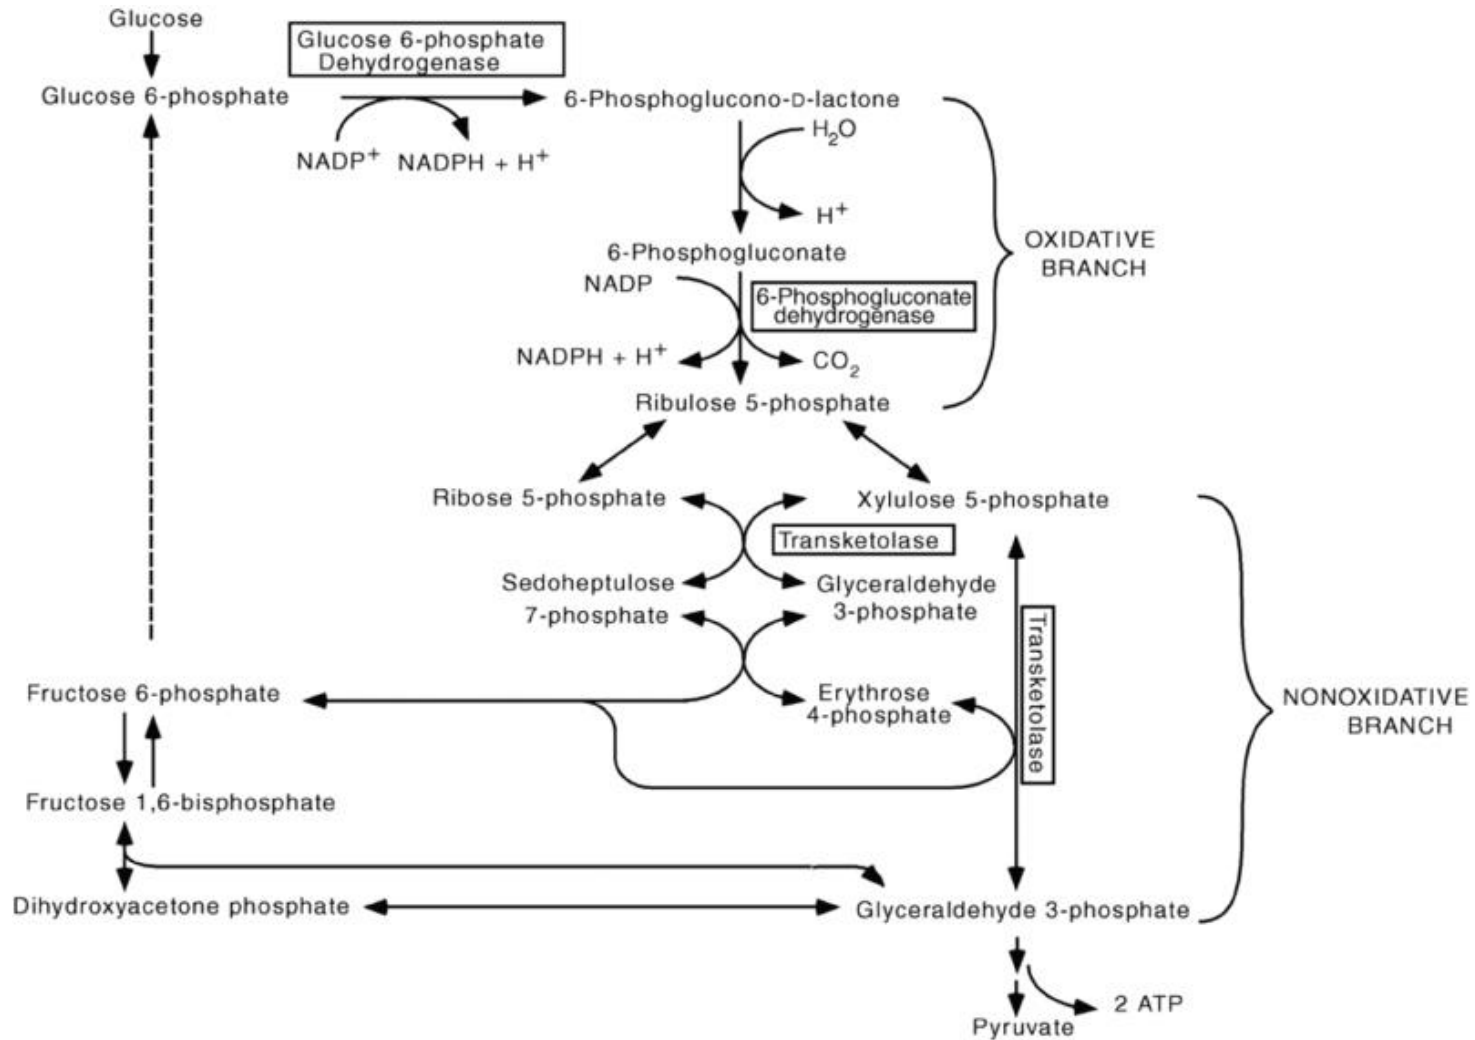 Glucose
Glucose 6-phosphate
Dehydrogenase
Glucose 6-phosphate
6-Phosphoglucono-D-lactone
NADP+ NADPH + H+
H2O
H+
OXIDATIVE
BRANCH
6-Phosphogluconate
NADP
6-Phosphogluconate
dehydrogenase
NADPH + H+
CO2
Ribulose 5-phosphate
Ribose 5-phosphate
Xylulose 5-phosphate
Transketolase
Sedoheptulose
7-phosphate
Glyceraldehyde
3-phosphate
Transketolase
Fructose 6-phosphate
Erythrose
4-phosphate
NONOXIDATIVE
BRANCH
Fructose 1,6-bisphosphate
Dihydroxyacetone phosphate
Glyceraldehyde 3-phosphate
2 ATP
Pyruvate